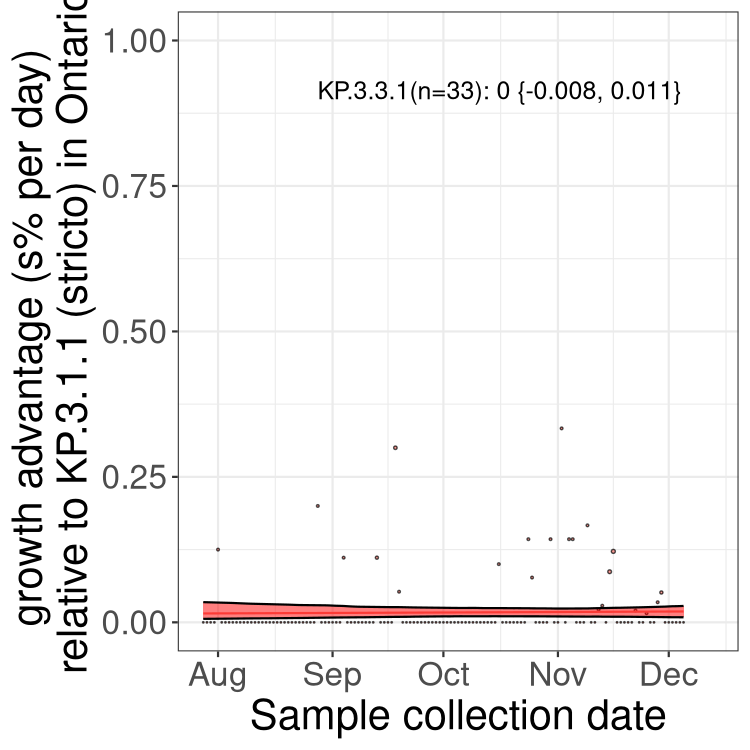 growth advantage (s% per day)
relative to KP.3.1.1 (stricto) in Ontario
1.00
0.75
0.50
0.25
0.00
KP.3.3.1(n=33): 0 {-0.008, 0.011}
Aug Sep Oct Nov Dec
Sample collection date